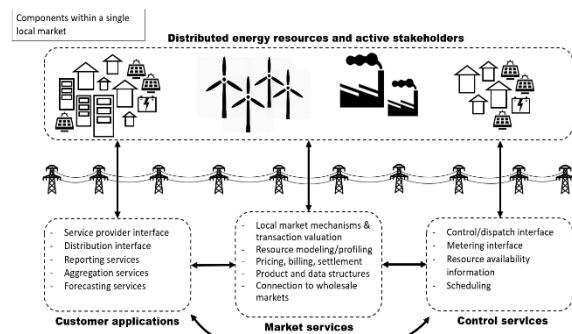 Components within a single
local market
Distributed energy resources and active stakeholders
- Service provider interface
- Distribution interface
- Reporting services
- Aggregation services
- Forecasting services
Customer applications
- Local market mechanisms &
transaction valuation
- Resource modeling/profiling
- Pricing, billing, settlement
- Product and data structures
- Connection to wholesale
markets
Market services
- Control/dispatch interface
- Metering interface
- Resource availability
information
- Scheduling
Control services